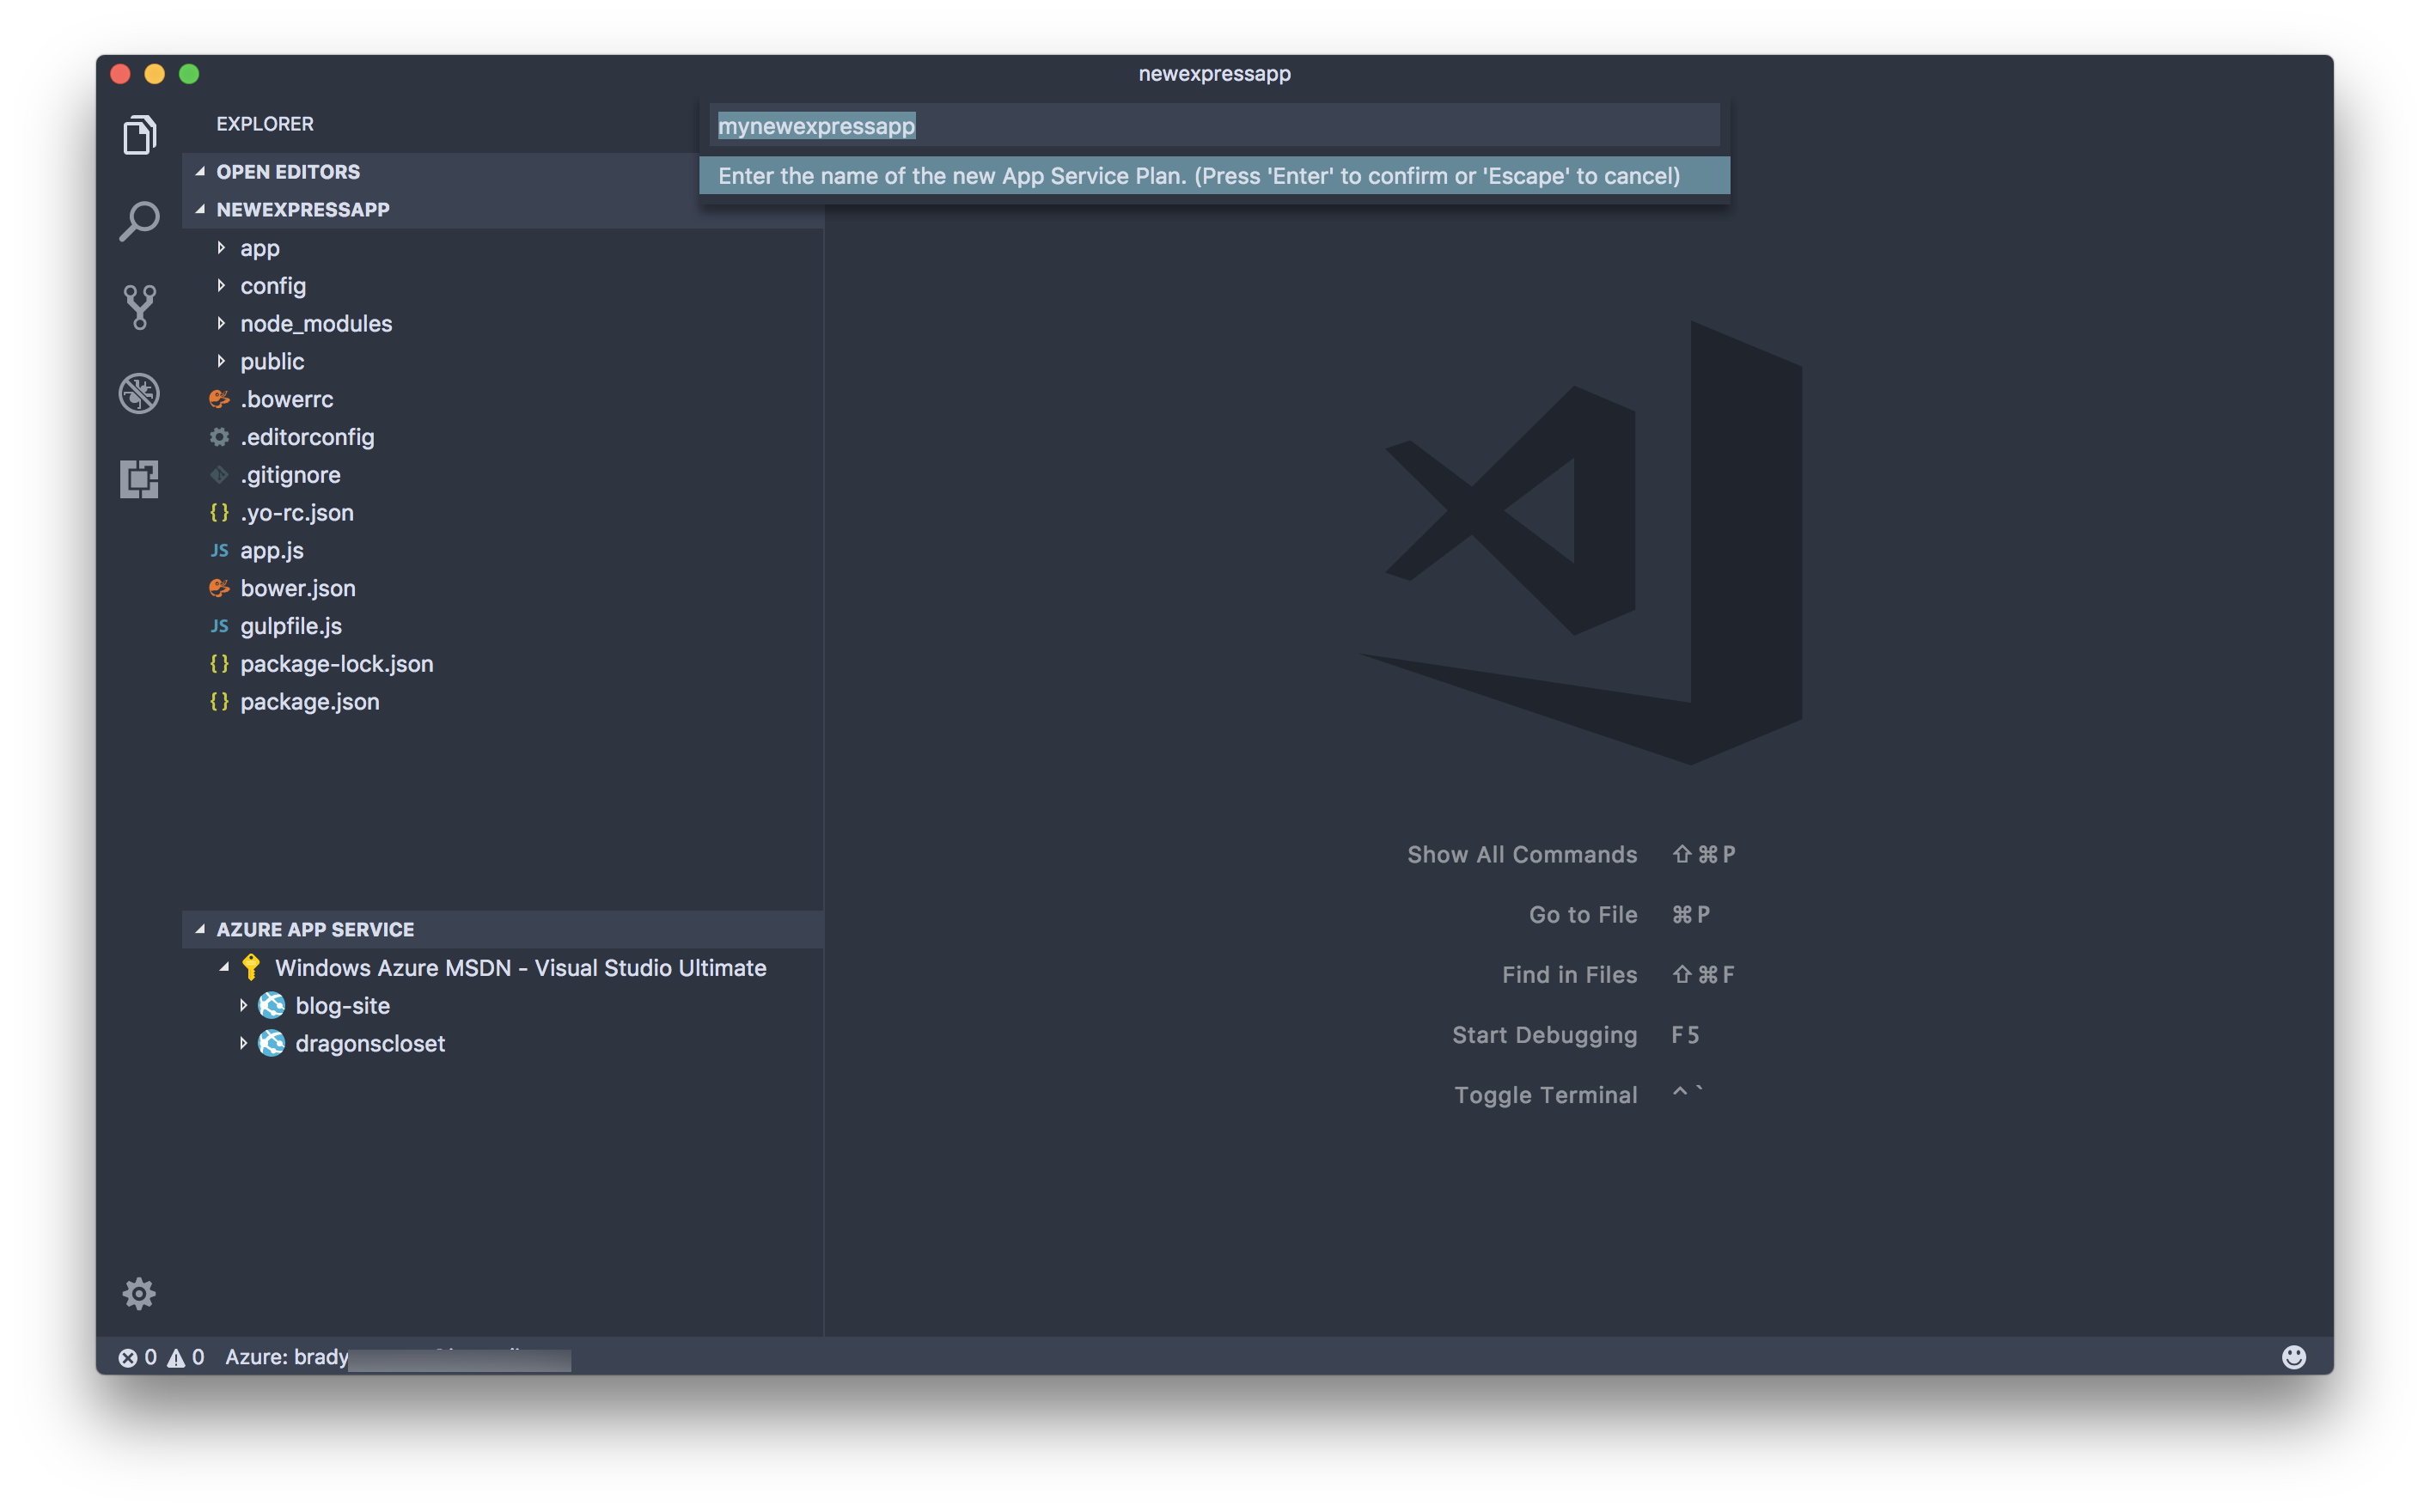 newexpressapp
EXPLORER
mynewexpressapp
Enter the name of the new App Service Plan. (Press 'Enter' to confirm or 'Escape' to cancel)
OPEN EDITORS
NEWEXPRESSAPP
app
config
node_modules
public
.bowerrc
.editorconfig
.gitignore
{} .yo-rc.json
JS app.js
bower.json
JS gulpfile.js
{} package-lock.json
{} package.json
Show All Commands ⇧⌘P
Go to File ⌘P
Find in Files ⇧⌘F
Start Debugging F5
Toggle Terminal ^`
AZURE APP SERVICE
Windows Azure MSDN - Visual Studio Ultimate
blog-site
dragonscloset
0 0 Azure: brady